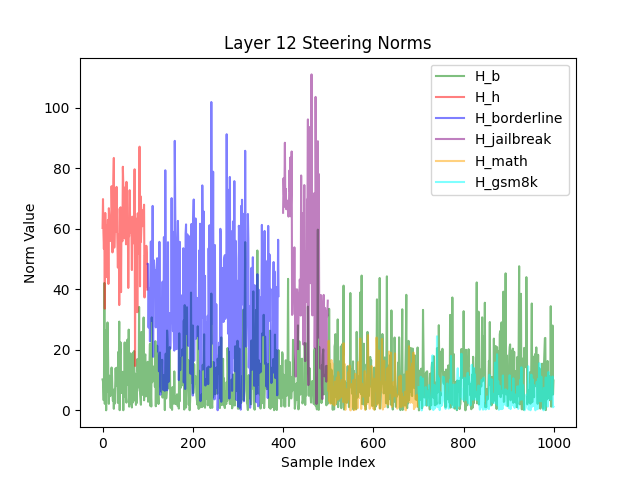 Layer 12 Steering Norms
H_b
H_h
H_borderline
H_jailbreak
H_math
H_gsm8k
Norm Value
100
80
60
40
20
0
0 200 400 600 800 1000
Sample Index